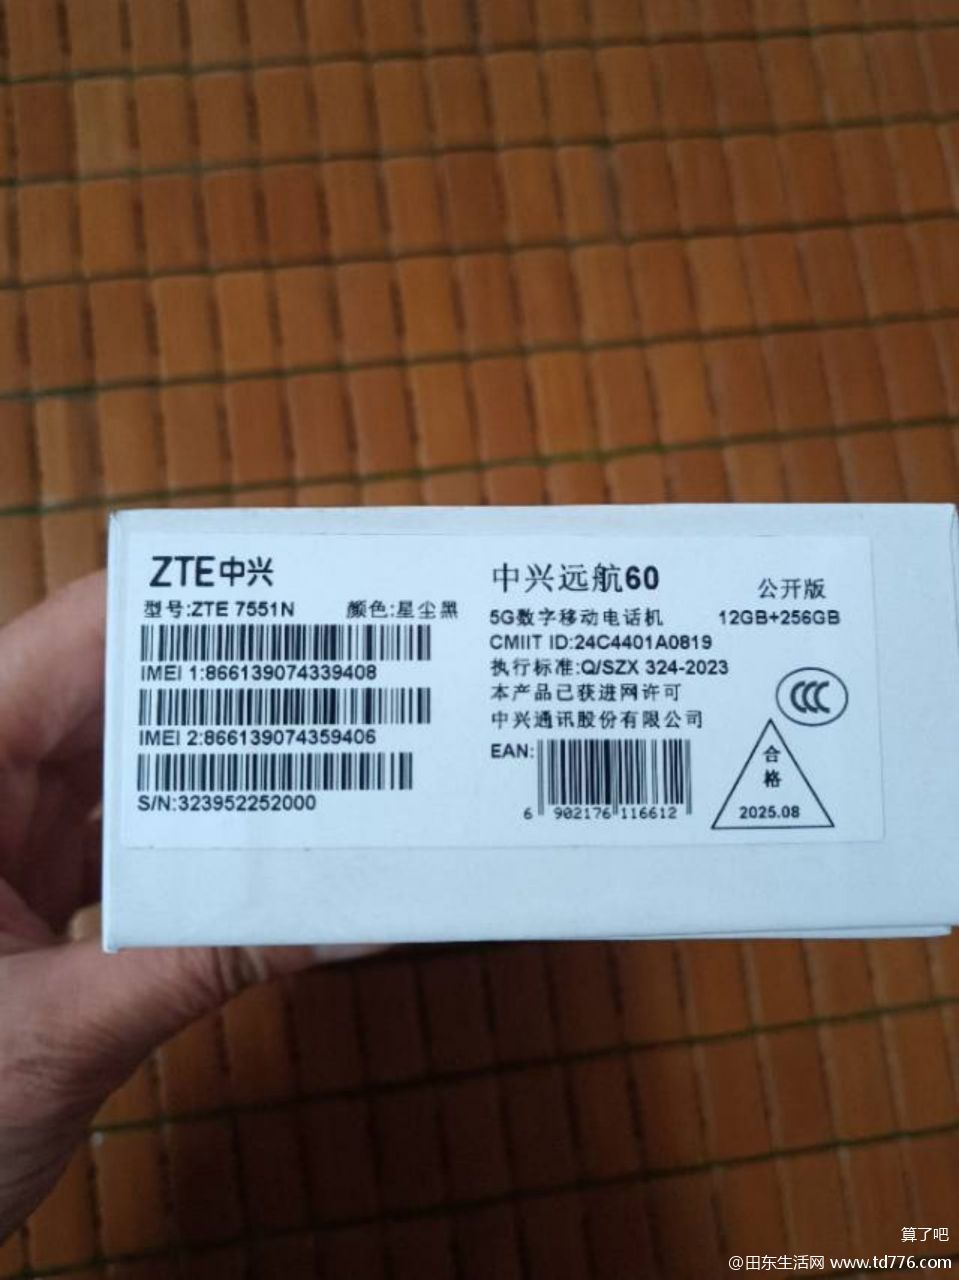 ZTE中兴
型号:ZTE 7551N 颜色:星尘黑
IMEI 1:866139074339408
IMEI 2:866139074359406
S/N:323952252000
中兴远航60 公开版
5G数字移动电话机 12GB+256GB
CMIIT ID:24C4401A0819
执行标准:Q/SZX 324-2023
本产品已获进网许可
中兴通讯股份有限公司
EAN:
6 902176 116612
CCC
合
格
2025.08
算了吧
@田东生活网 www.td776.com